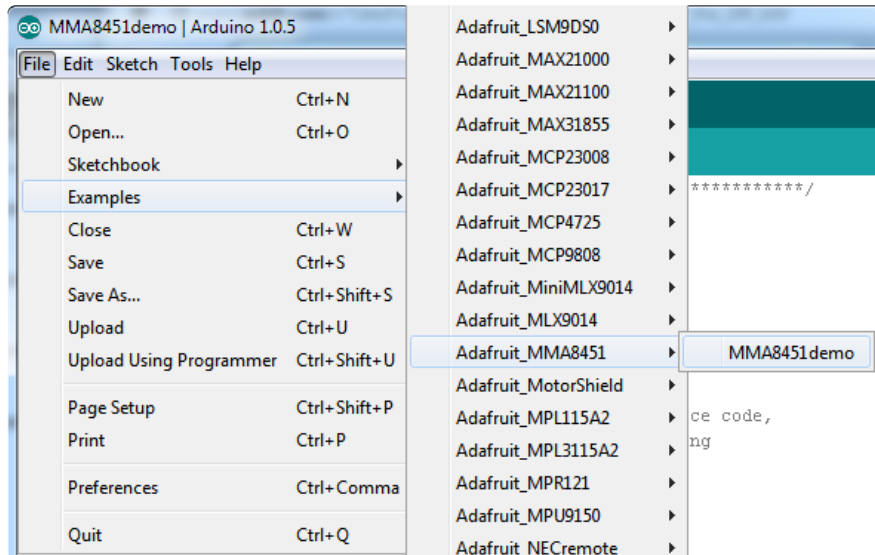 MMA8451demo | Arduino 1.0.5
File Edit Sketch Tools Help
New Ctrl+N
Open... Ctrl+O
Sketchbook
Examples
Close Ctrl+W
Save Ctrl+S
Save As... Ctrl+Shift+S
Upload Ctrl+U
Upload Using Programmer Ctrl+Shift+U
Page Setup Ctrl+Shift+P
Print Ctrl+P
Preferences Ctrl+Comma
Quit Ctrl+Q
Adafruit_LSM9DS0
Adafruit_MAX21000
Adafruit_MAX21100
Adafruit_MAX31855
Adafruit_MCP23008
Adafruit_MCP23017
Adafruit_MCP4725
Adafruit_MCP9808
Adafruit_MiniMLX9014
Adafruit_MLX9014
Adafruit_MMA8451
Adafruit_MotorShield
Adafruit_MPL115A2
Adafruit_MPL3115A2
Adafruit_MPR121
Adafruit_MPU9150
Adafruit_NECremote
MMA8451demo
***********/
ce code,
ng